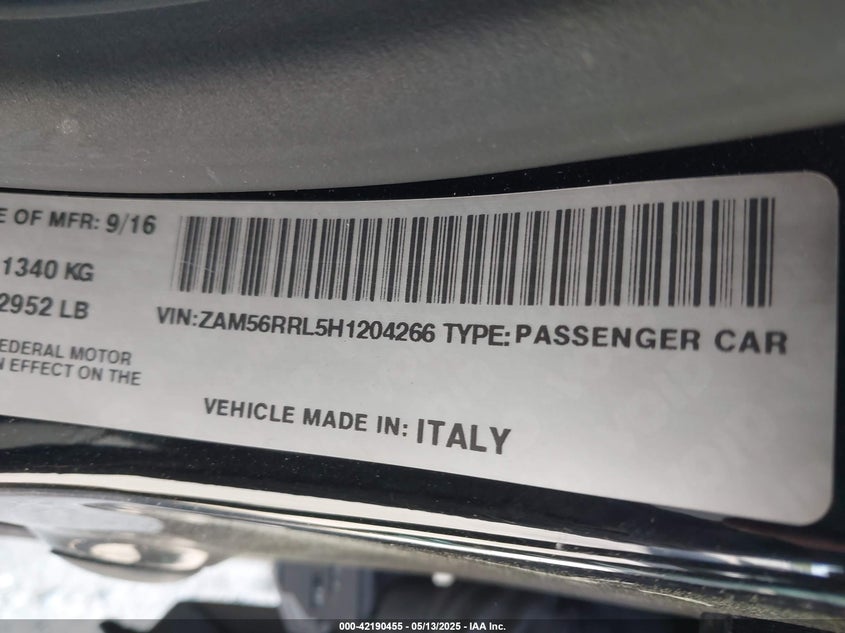 E OF MFR: 9/16
1340 KG
2952 LB
VIN:ZAM56RRL5H1204266 TYPE:PASSENGER CAR
EDERAL MOTOR
N EFFECT ON THE
VEHICLE MADE IN: ITALY
000-42190455 - 05/13/2025 - IAA Inc.